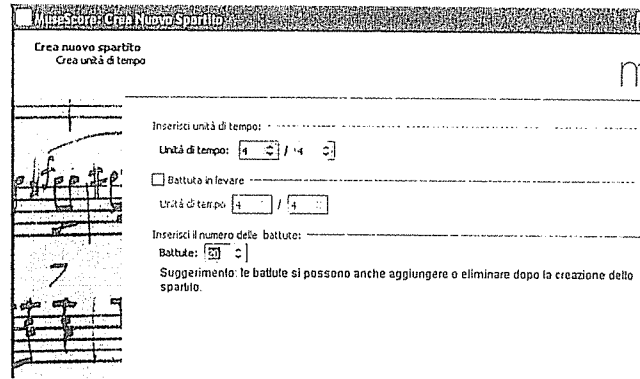 MuseScore: Crea Nuovo Spartito
Crea nuovo spartito
Crea unità di tempo
m
Inserisci unità di tempo:
Unità di tempo: 4 / 4
Battuta in levare
Unità di tempo 4 / 4
Inserisci il numero delle battute:
Battute:
Suggerimento: le battute si possono anche aggiungere o eliminare dopo la creazione dello
spartito.